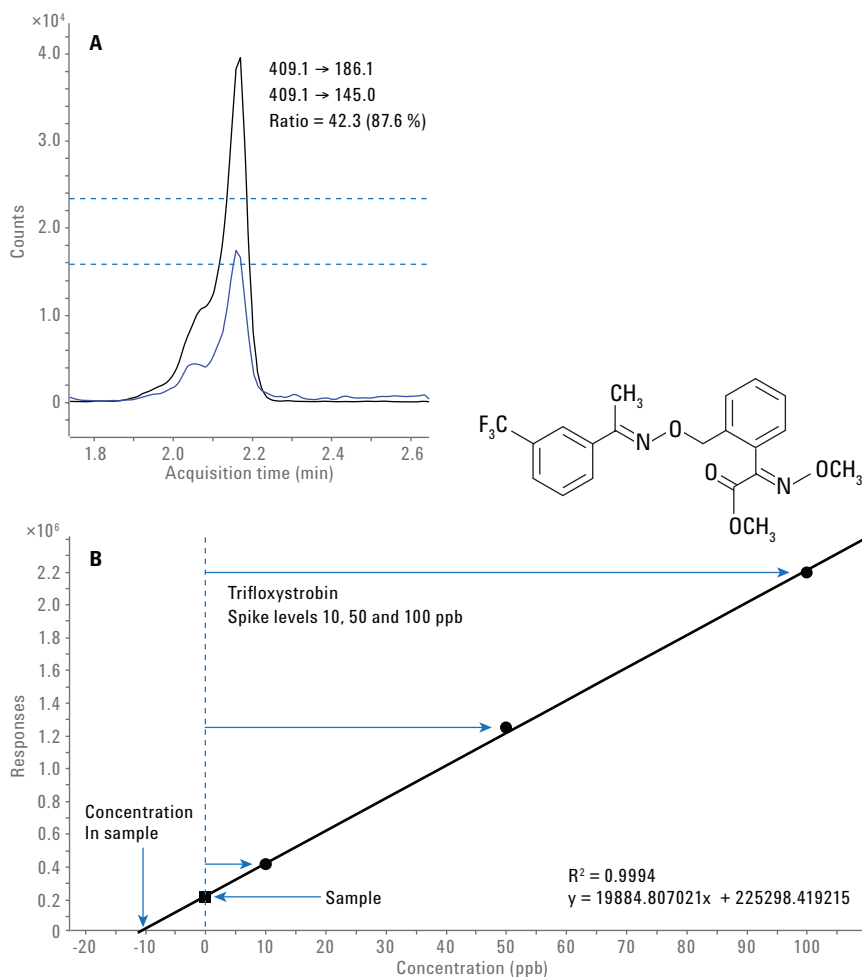 ×10⁴
A
4.0
3.0
2.0
1.0
0
Counts
409.1 → 186.1
409.1 → 145.0
Ratio = 42.3 (87.6 %)
1.8
2.0
2.2
2.4
2.6
Acquisition time (min)
CH₃
F₃C
N
O
O
N
OCH₃
OCH₃
×10⁶
B
2.2
2.0
1.8
1.6
1.4
1.2
1.0
0.8
0.6
0.4
0.2
0
Responses
Trifloxystrobin
Spike levels 10, 50 and 100 ppb
Concentration
In sample
Sample
R² = 0.9994
y = 19884.807021x + 225298.419215
-20
-10
0
10
20
30
40
50
60
70
80
90
100
Concentration (ppb)